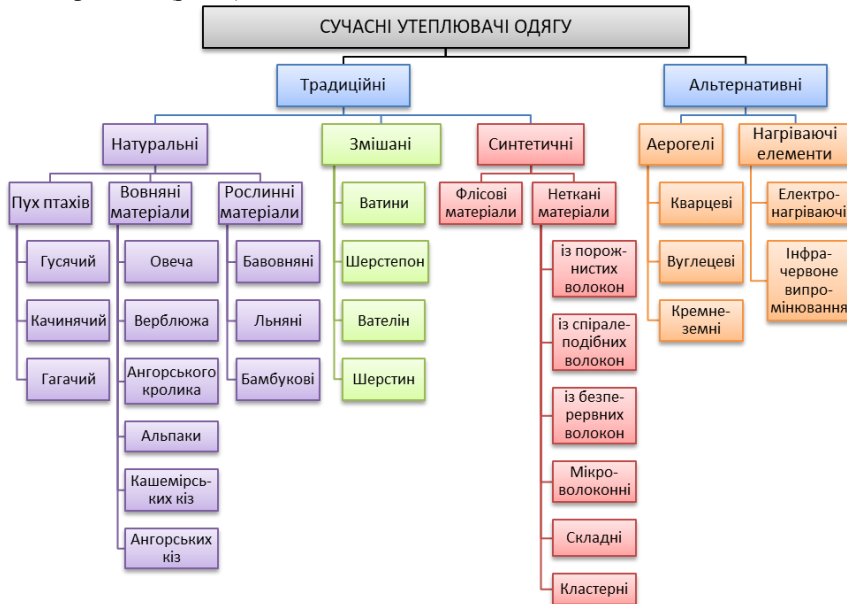 СУЧАСНІ УТЕПЛЮВАЧІ ОДЯГУ
Традиційні
Альтернативні
Натуральні
Змішані
Синтетичні
Аерогелі
Нагріваючі
елементи
Пух птахів
Вовняні
матеріали
Рослинні
матеріали
Ватини
Флісові
матеріали
Неткані
матеріали
Кварцеві
Електро-
нагріваючі
Гусячий
Овеча
Бавовняні
Шерстепон
із порож-
нистих
волокон
Вуглецеві
Інфра-
червоне
випро-
мінювання
Качинячий
Верблюжа
Льняні
Вателін
із спірале-
подібних
волокон
Кремне-
земні
Гагачий
Ангорського
кролика
Бамбукові
Шерстин
із безпе-
рервних
волокон
Альпаки
Мікро-
волоконні
Кашемірсь-
ких кіз
Складні
Ангорських
кіз
Кластерні